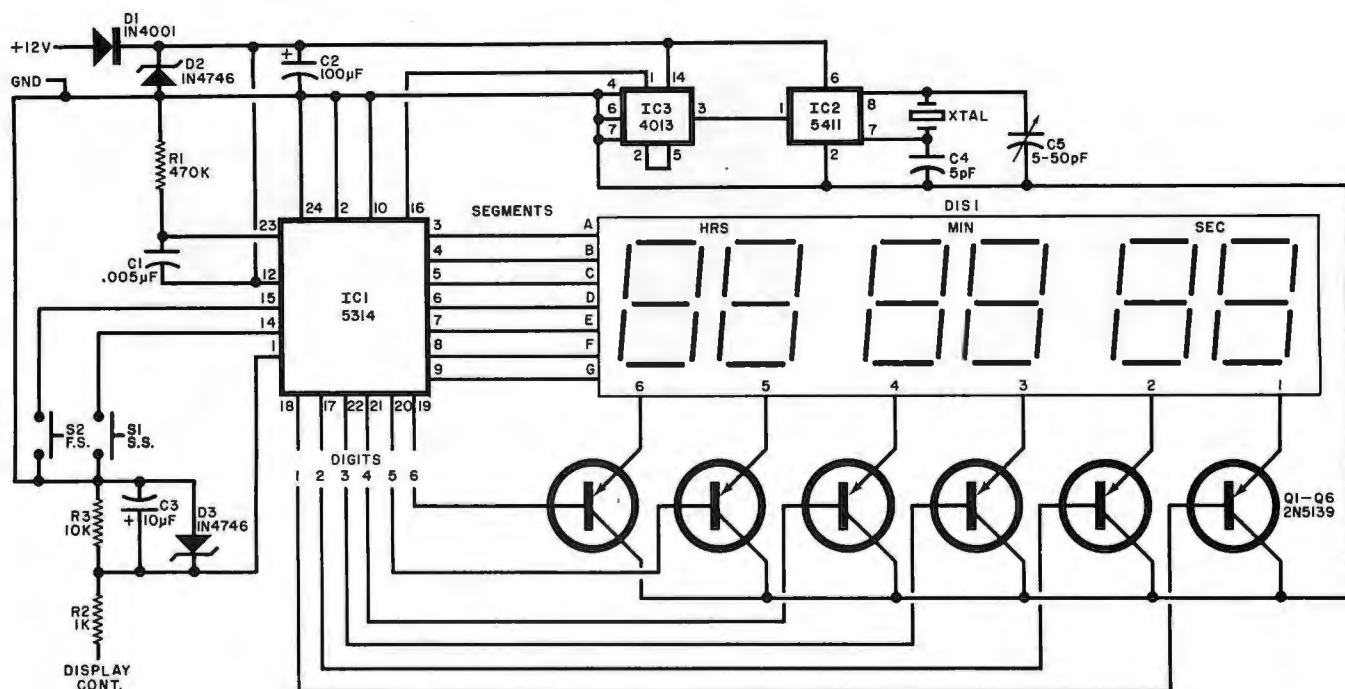 D1
IN4001
+12V
D2
IN4746
GND
+
C2
100µF
R1
470K
C1
.005µF
4
1
14
6
7
IC3
4013
3
2
5
1
IC2
5411
6
8
7
2
XTAL
C4
5pF
C5
5-50pF
24
2
10
16
23
12
15
14
1
IC1
5314
3
4
5
6
7
8
9
18
17
22
21
20
19
SEGMENTS
A
B
C
D
E
F
G
DIS1
HRS
MIN
SEC
6
5
4
3
2
1
S2
F.S.
S1
S.S.
DIGITS
1
2
3
4
5
6
R3
10K
C3
+
10µF
D3
IN4746
Q1-Q6
2N5139
R2
1K
DISPLAY
CONT.